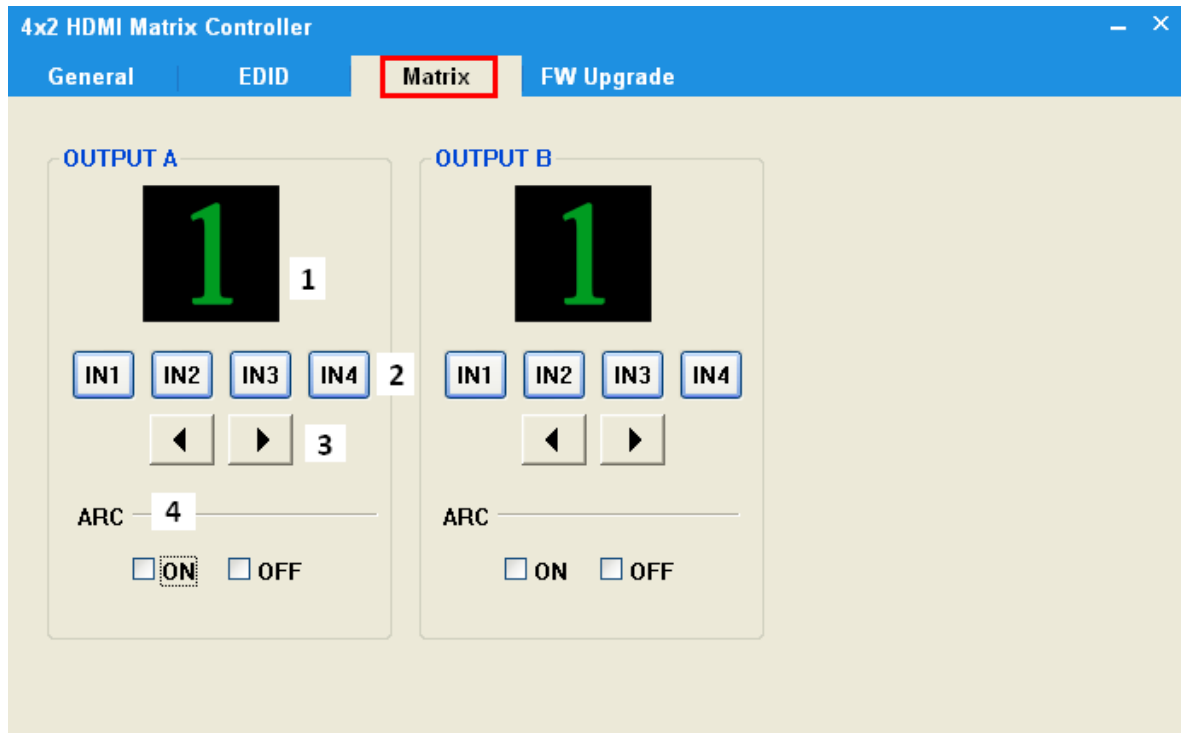 4x2 HDMI Matrix Controller
General EDID Matrix FW Upgrade
OUTPUT A OUTPUT B
1 1 1
IN1 IN2 IN3 IN4 2 IN1 IN2 IN3 IN4
3
ARC 4 ARC
ON OFF ON OFF